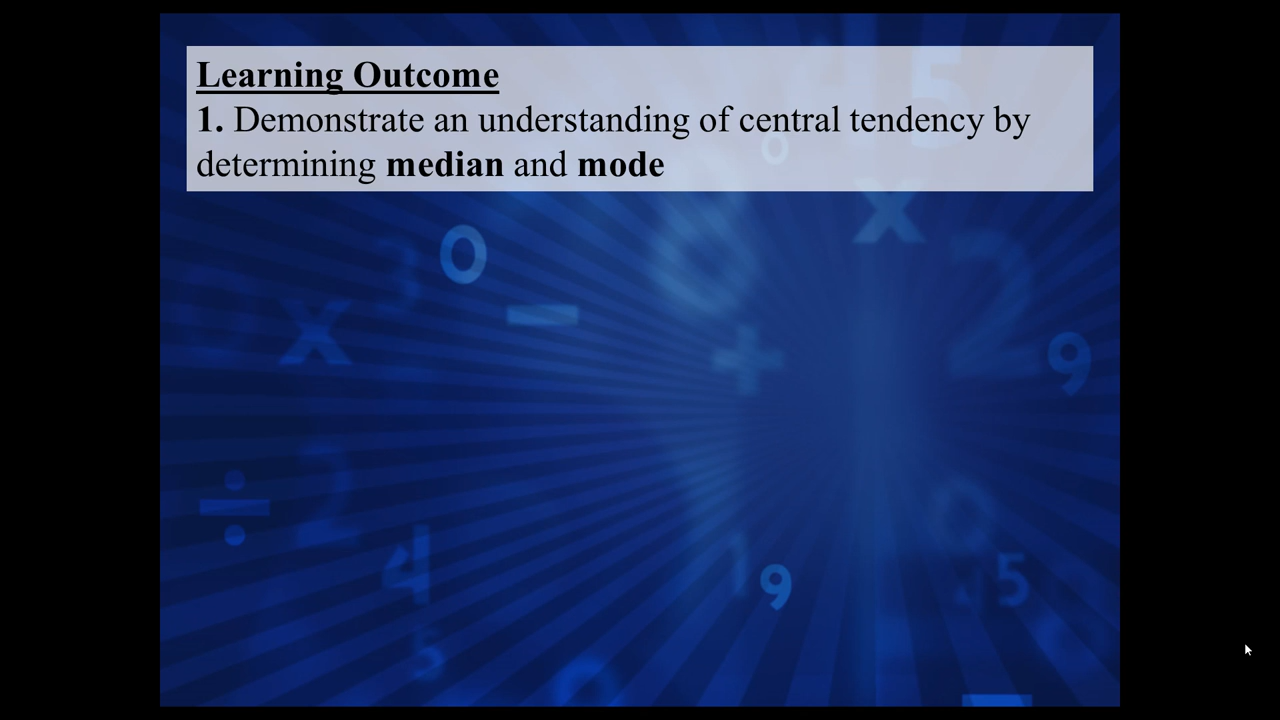 Learning Outcome
1. Demonstrate an understanding of central tendency by
determining median and mode